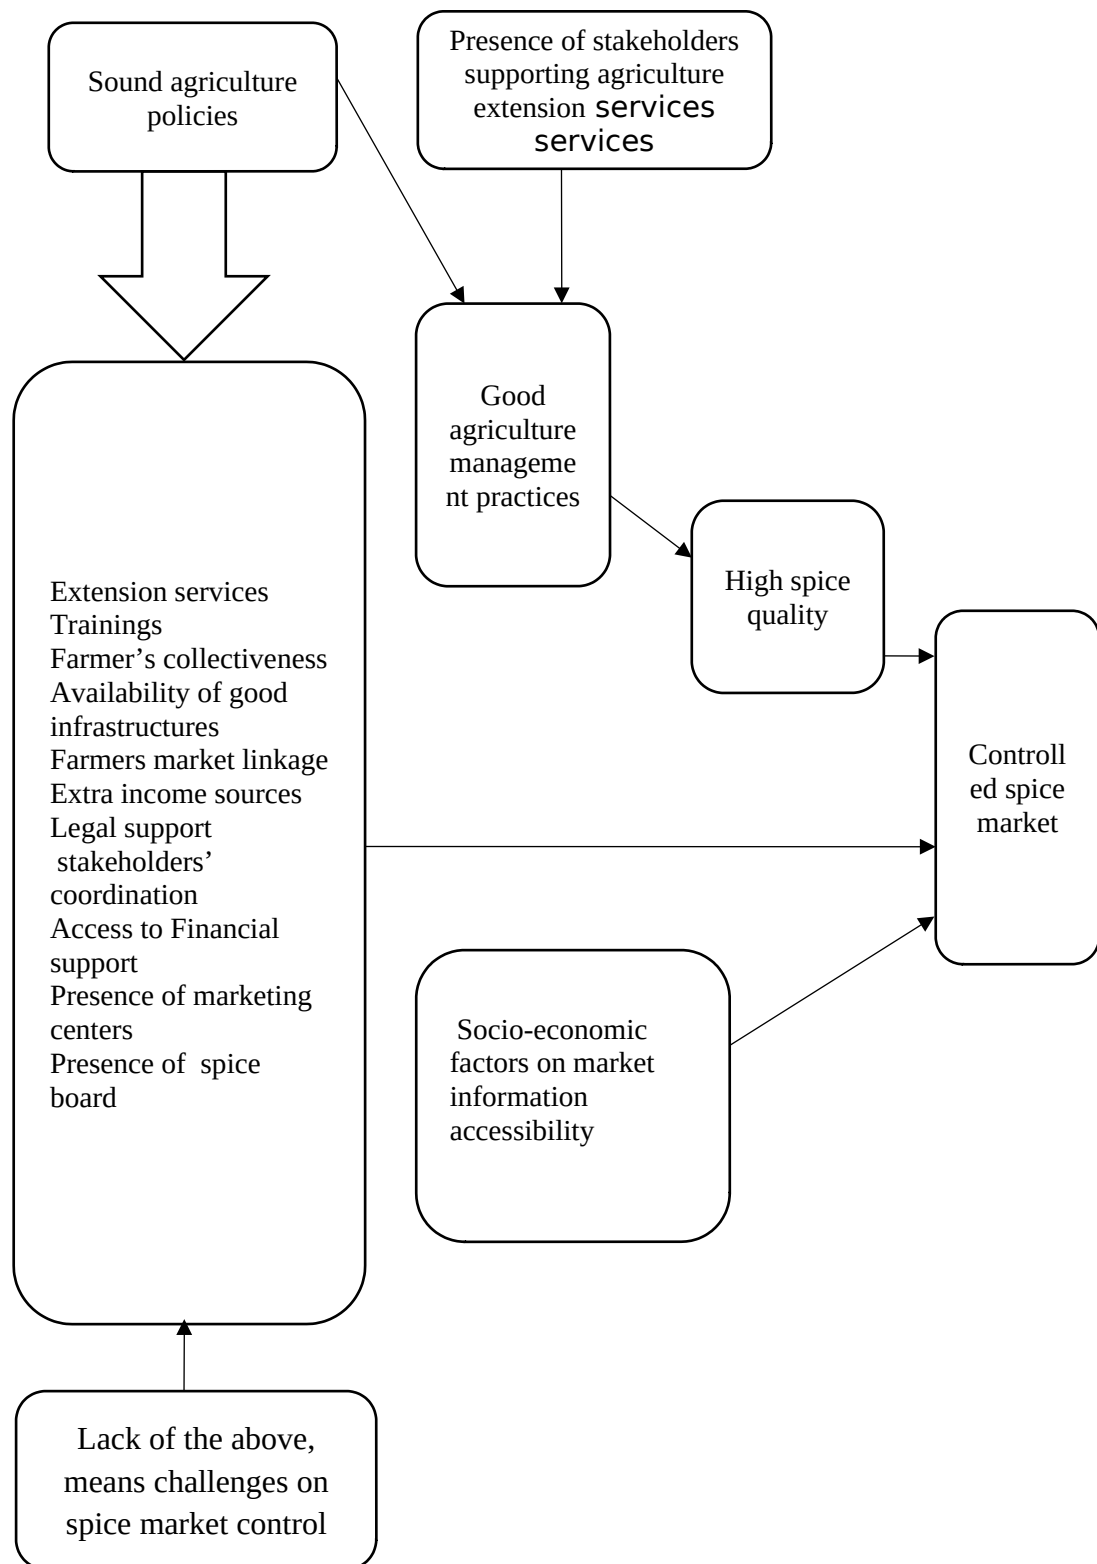 Sound agriculture
policies
Presence of stakeholders
supporting agriculture
extension services
services
Good
agriculture
manageme
nt practices
High spice
quality
Controll
ed spice
market
Extension services
Trainings
Farmer’s collectiveness
Availability of good
infrastructures
Farmers market linkage
Extra income sources
Legal support
stakeholders’
coordination
Access to Financial
support
Presence of marketing
centers
Presence of spice
board
Socio-economic
factors on market
information
accessibility
Lack of the above,
means challenges on
spice market control